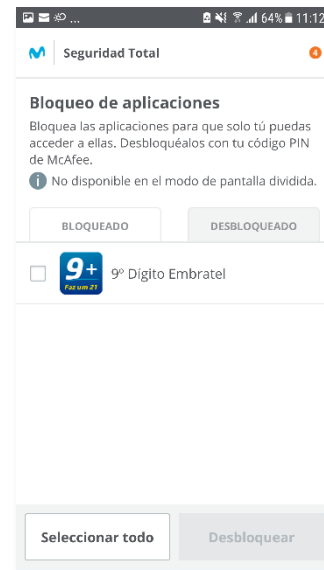 ... 64% 11:12
Seguridad Total 4
Bloqueo de aplicaciones
Bloquea las aplicaciones para que solo tú puedas
acceder a ellas. Desbloquéalos con tu código PIN
de McAfee.
i No disponible en el modo de pantalla dividida.
BLOQUEADO DESBLOQUEADO
9+
Faz um 21
9º Dígito Embratel
Seleccionar todo Desbloquear